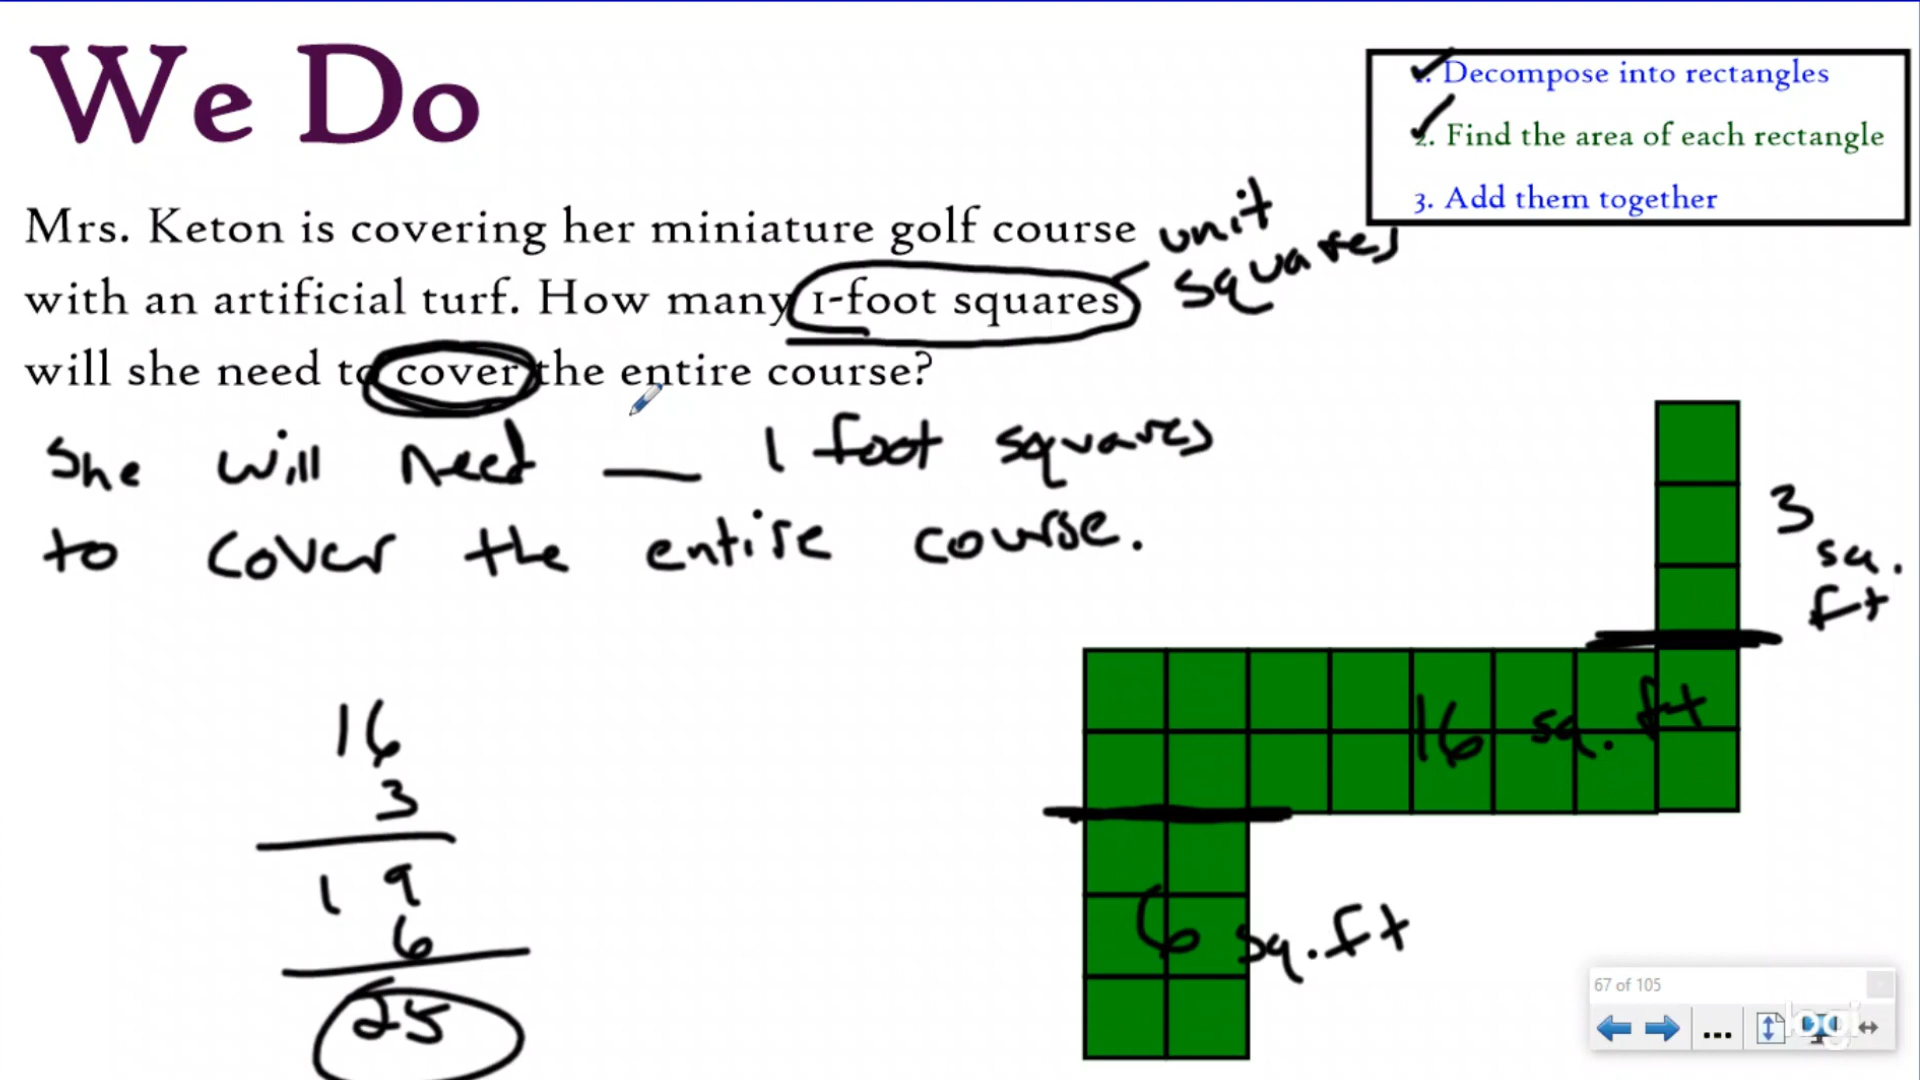 We Do
1. Decompose into rectangles
2. Find the area of each rectangle
3. Add them together
Mrs. Keton is covering her miniature golf course
with an artificial turf. How many 1-foot squares
will she need to cover the entire course?
unit
squares
She will need __ 1 foot squares
to cover the entire course.
3
sq.
ft
16 sq. ft
6 sq. ft
16
3
19
6
25
67 of 105
...